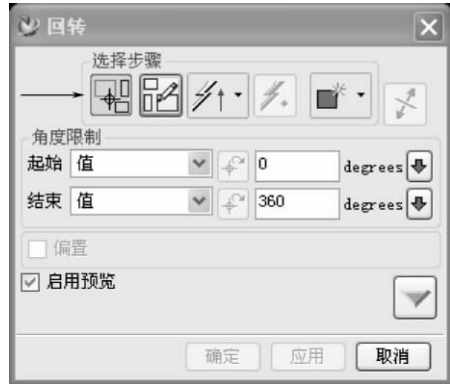 回转
选择步骤
角度限制
起始 值 0 degrees
结束 值 360 degrees
偏置
启用预览
确定 应用 取消